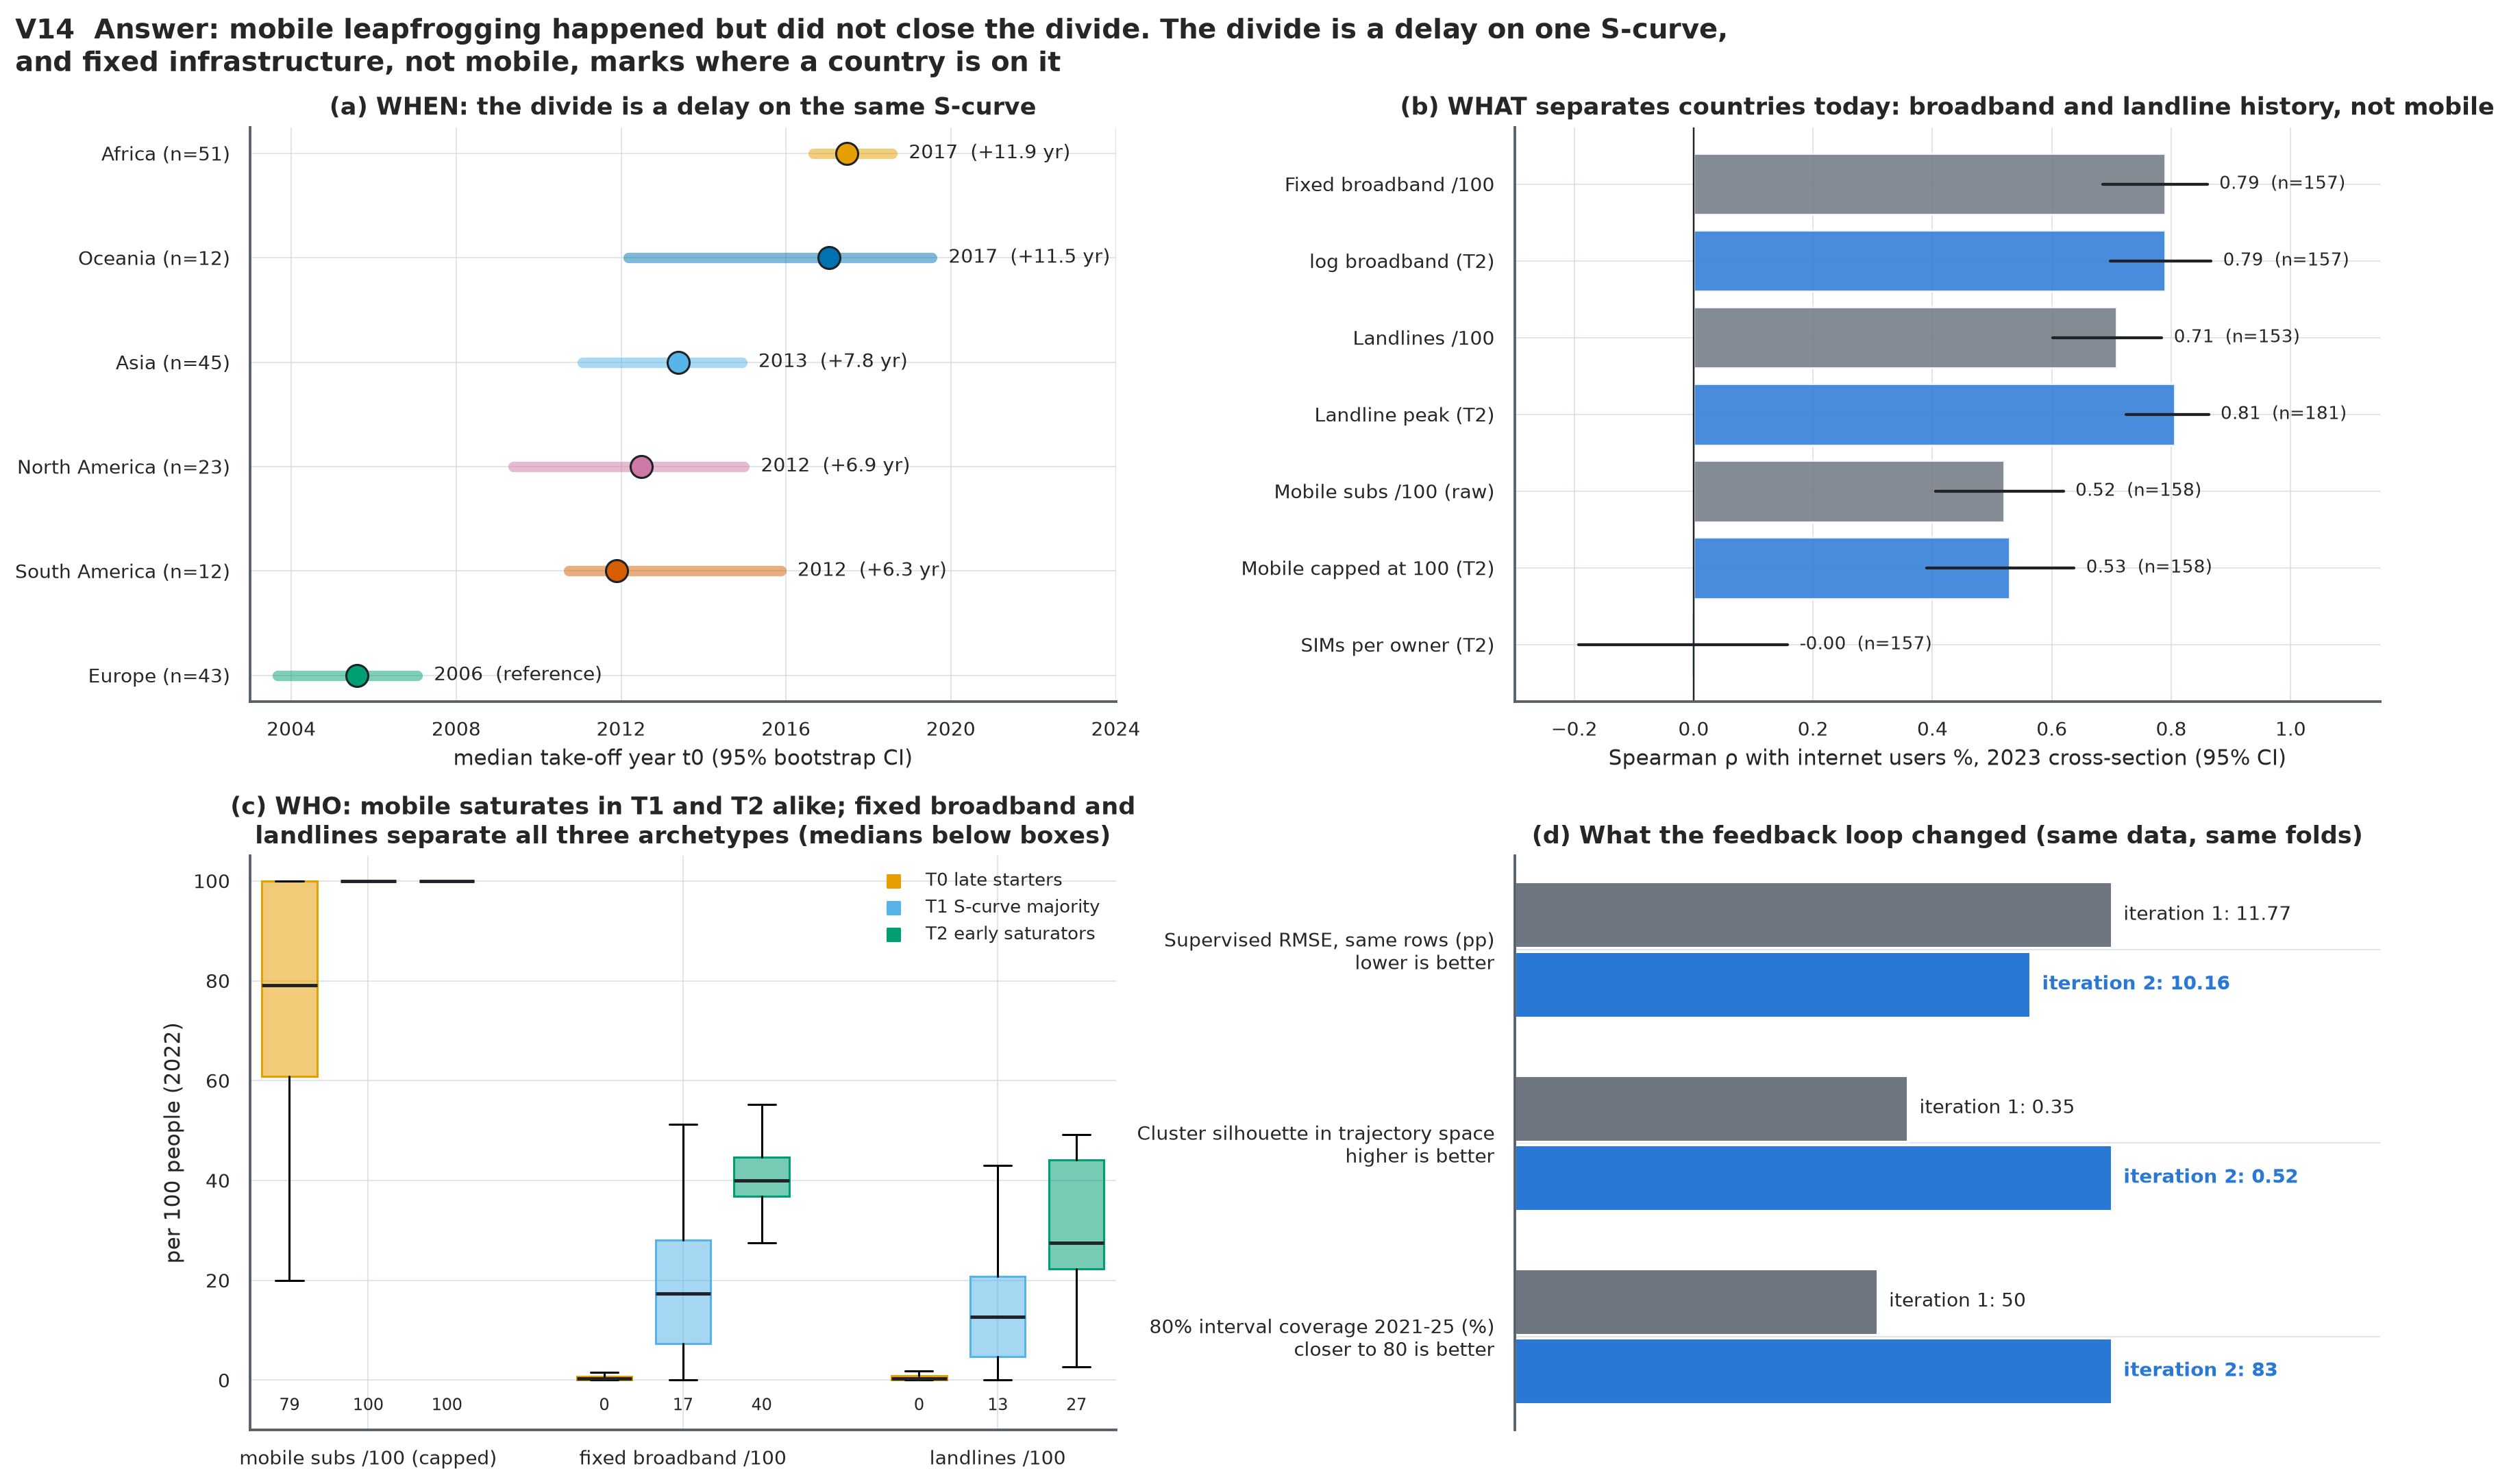 V14  Answer: mobile leapfrogging happened but did not close the divide. The divide is a delay on one S-curve,
and fixed infrastructure, not mobile, marks where a country is on it
(a) WHEN: the divide is a delay on the same S-curve
Africa (n=51)
2017  (+11.9 yr)
Oceania (n=12)
2017  (+11.5 yr)
Asia (n=45)
2013  (+7.8 yr)
North America (n=23)
2012  (+6.9 yr)
South America (n=12)
2012  (+6.3 yr)
Europe (n=43)
2006  (reference)
2004 2008 2012 2016 2020 2024
median take-off year t0 (95% bootstrap CI)
(b) WHAT separates countries today: broadband and landline history, not mobile
Fixed broadband /100
0.79  (n=157)
log broadband (T2)
0.79  (n=157)
Landlines /100
0.71  (n=153)
Landline peak (T2)
0.81  (n=181)
Mobile subs /100 (raw)
0.52  (n=158)
Mobile capped at 100 (T2)
0.53  (n=158)
SIMs per owner (T2)
-0.00  (n=157)
−0.2 0.0 0.2 0.4 0.6 0.8 1.0
Spearman ρ with internet users %, 2023 cross-section (95% CI)
(c) WHO: mobile saturates in T1 and T2 alike; fixed broadband and
landlines separate all three archetypes (medians below boxes)
T0 late starters
T1 S-curve majority
T2 early saturators
per 100 people (2022)
100
80
60
40
20
0
79 100 100 0 17 40 0 13 27
mobile subs /100 (capped) fixed broadband /100 landlines /100
(d) What the feedback loop changed (same data, same folds)
Supervised RMSE, same rows (pp)
lower is better
iteration 1: 11.77
iteration 2: 10.16
Cluster silhouette in trajectory space
higher is better
iteration 1: 0.35
iteration 2: 0.52
80% interval coverage 2021-25 (%)
closer to 80 is better
iteration 1: 50
iteration 2: 83